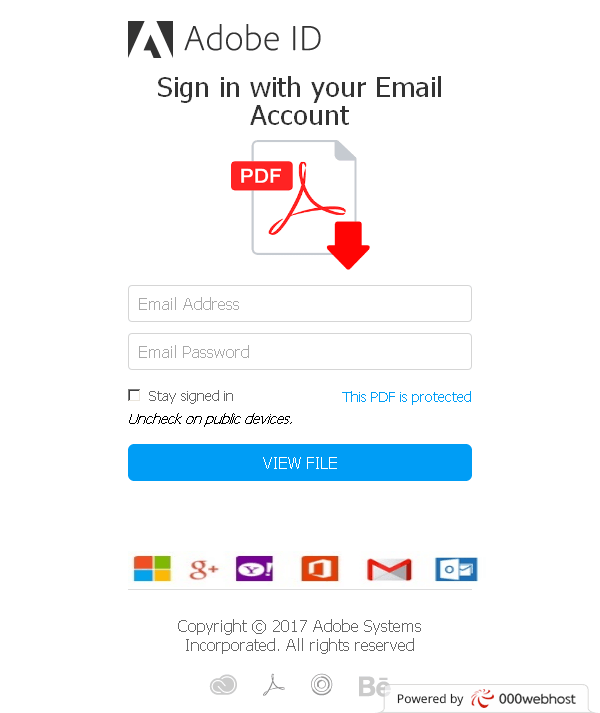 Adobe ID
Sign in with your Email
Account
PDF
Email Address
Email Password
Stay signed in
This PDF is protected
Uncheck on public devices.
VIEW FILE
g+
Y!
Copyright © 2017 Adobe Systems
Incorporated. All rights reserved
Bē
Powered by 000webhost